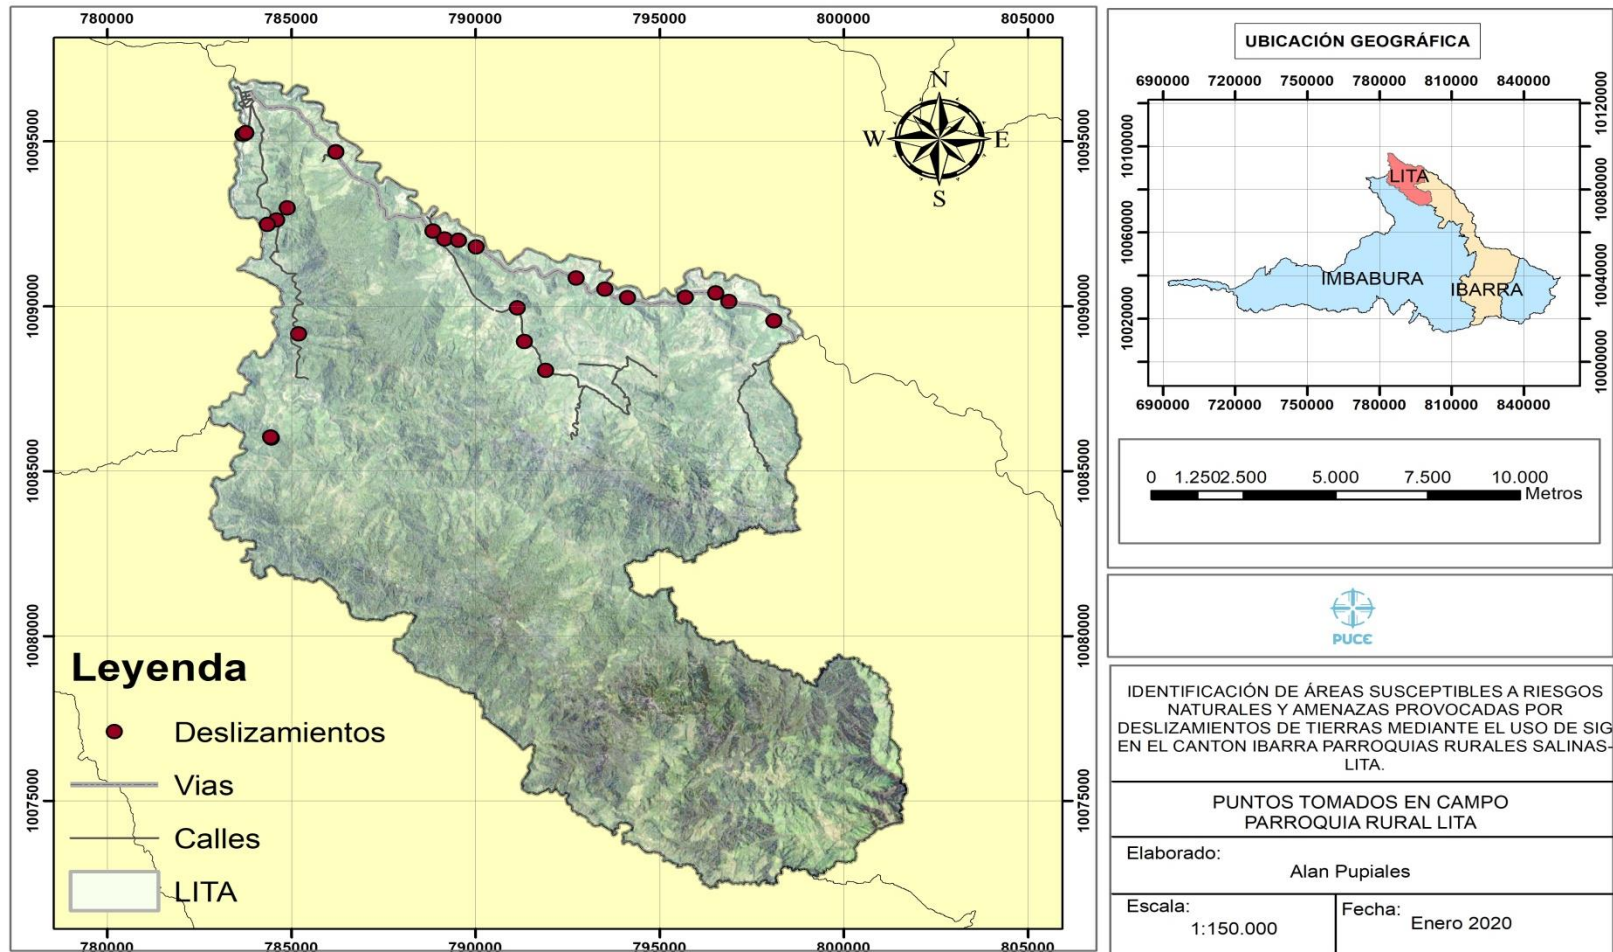 780000 785000 790000 795000 800000 805000
10095000 10095000
10090000 10090000
10085000 10085000
10080000 10080000
10075000 10075000
780000 785000 790000 795000 800000 805000
N
W E
S
Leyenda
Deslizamientos
Vias
Calles
LITA
UBICACIÓN GEOGRÁFICA
690000 720000 750000 780000 810000 840000
10120000
10100000
10080000
10060000
10040000
10020000
10000000
LITA
IMBABURA
IBARRA
690000 720000 750000 780000 810000 840000
0 1.2502.500 5.000 7.500 10.000
Metros
PUCE
IDENTIFICACIÓN DE ÁREAS SUSCEPTIBLES A RIESGOS
NATURALES Y AMENAZAS PROVOCADAS POR
DESLIZAMIENTOS DE TIERRAS MEDIANTE EL USO DE SIG
EN EL CANTON IBARRA PARROQUIAS RURALES SALINAS-
LITA.
PUNTOS TOMADOS EN CAMPO
PARROQUIA RURAL LITA
Elaborado:
Alan Pupiales
Escala:
1:150.000
Fecha:
Enero 2020